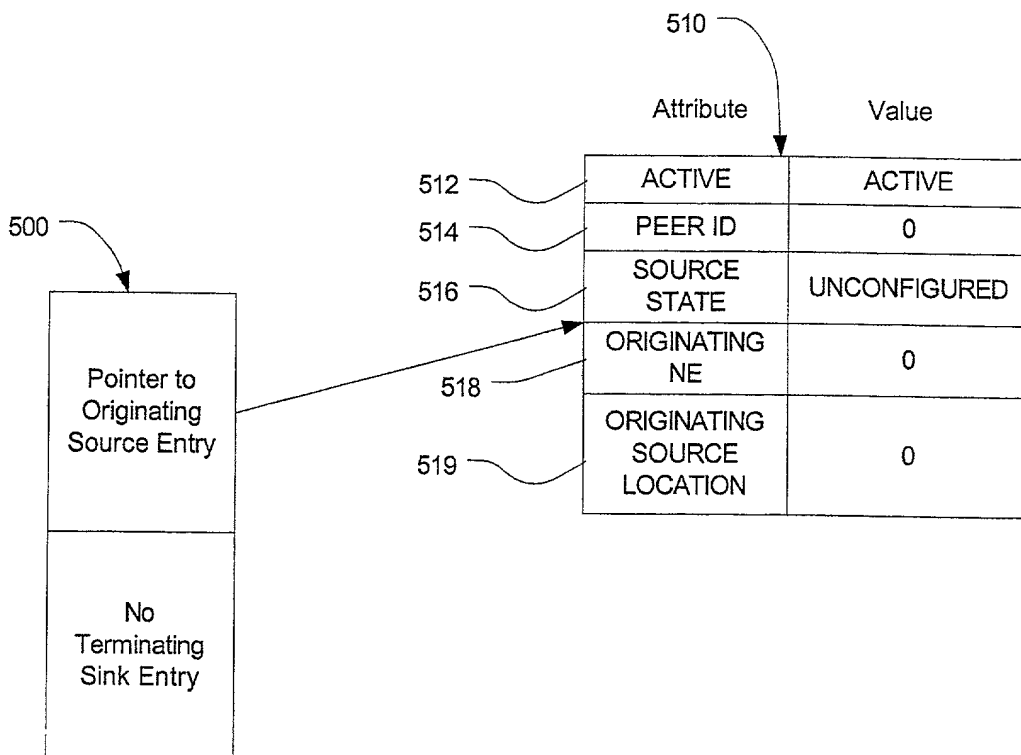 510
Attribute Value
512 ACTIVE ACTIVE
500
514 PEER ID 0
516 SOURCE
STATE UNCONFIGURED
518 ORIGINATING
NE 0
519 ORIGINATING
SOURCE
LOCATION 0
Pointer to
Originating
Source Entry
No
Terminating
Sink Entry